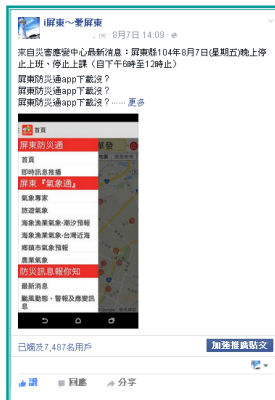 i屏東~愛屏東
8月7日 14:09
來自災害應變中心最新消息：屏東縣104年8月7日(星期五)晚上停
止上班、停止上課（自下午6時至12時止）
屏東防災通app下載沒？
屏東防災通app下載沒？
屏東防災通app下載沒？…… 更多
首頁
屏東防災通
首頁
即時訊息推播
屏東『氣象通』
氣象專家
旅遊氣象
海象漁業氣象-潮汐預報
海象漁業氣象-台灣近海
鄉鎮市氣象預報
農業氣象
防災訊息報你知
最新消息
颱風動態、警報及應變訊
息
已觸及7,487名用戶
加強推廣貼文
讚 回應 分享